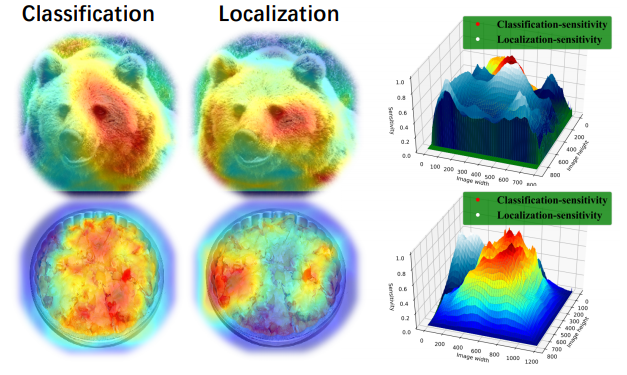 Classification
Localization
Classification-sensitivity
Localization-sensitivity
1.0
0.8
0.6
0.4
0.2
0.0
Sensitivity
0 100 200 300 400 500 600 700 800
Image width
0
200
400
600
800
Image height
Classification-sensitivity
Localization-sensitivity
1.0
0.8
0.6
0.4
0.2
0.0
Sensitivity
0 200 400 600 800 1000 1200
Image width
0
100
200
300
400
500
600
700
800
Image height